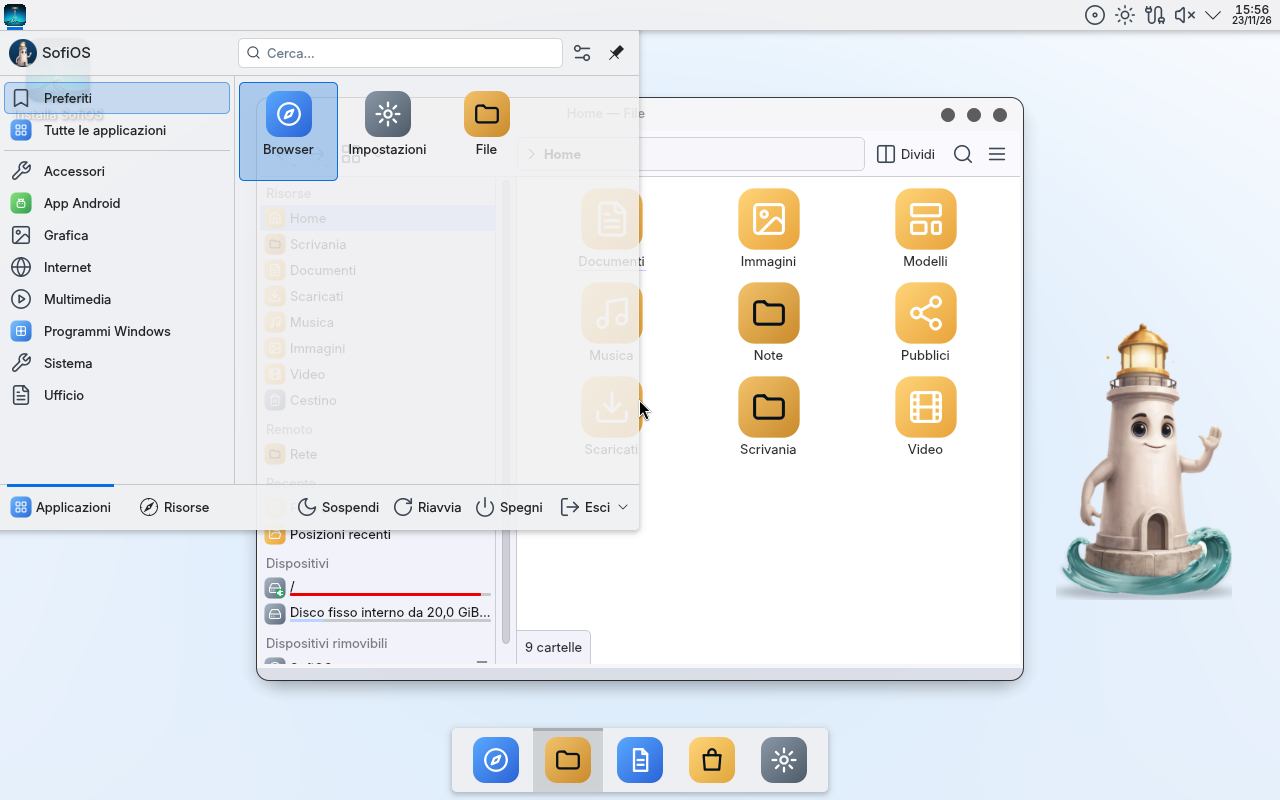 15:56
23/11/26
SofiOS
Cerca...
Installa SofiOS
Preferiti
Tutte le applicazioni
Accessori
App Android
Grafica
Internet
Multimedia
Programmi Windows
Sistema
Ufficio
Browser
Impostazioni
File
Home — File
Home
Dividi
Risorse
Home
Scrivania
Documenti
Scaricati
Musica
Immagini
Video
Cestino
Remoto
Rete
Documenti
Immagini
Modelli
Musica
Note
Pubblici
Scaricati
Scrivania
Video
Applicazioni
Risorse
Sospendi
Riavvia
Spegni
Esci
Posizioni recenti
Dispositivi
/
Disco fisso interno da 20,0 GiB...
Dispositivi rimovibili
9 cartelle